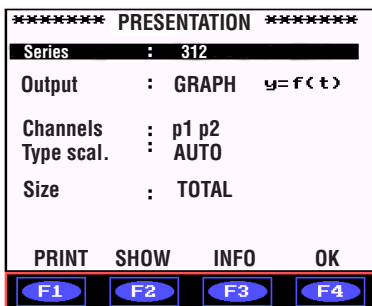 ******* PRESENTATION *******
Series : 312
Output : GRAPH y=f(t)
Channels : p1 p2
Type scal. : AUTO
Size : TOTAL
PRINT SHOW INFO OK
F1 F2 F3 F4